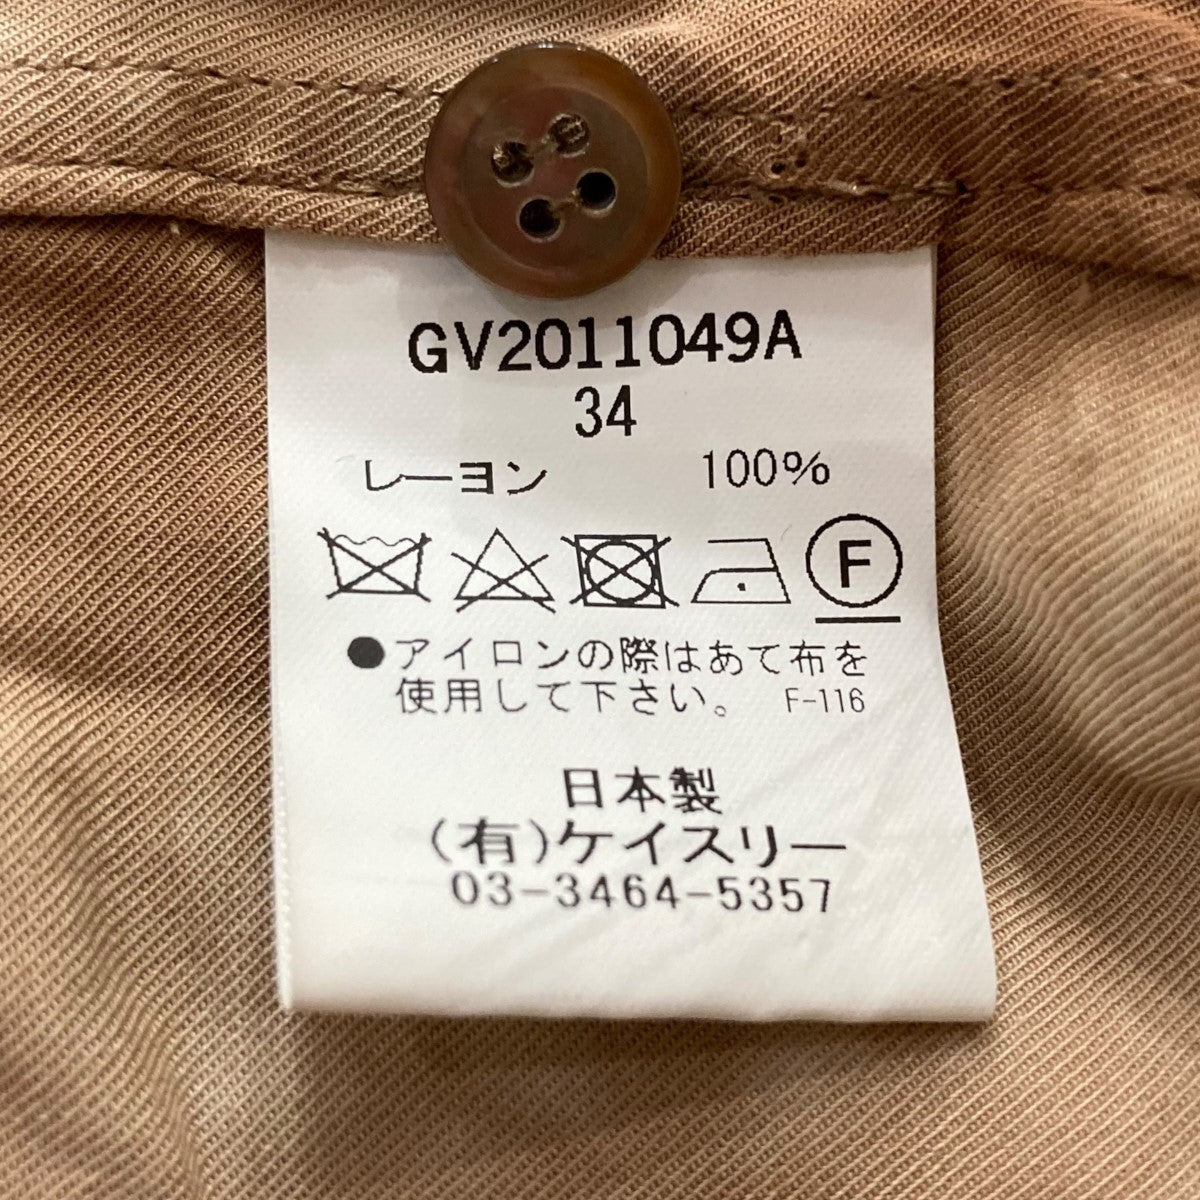 GV2011049A
34
レーヨン 100%
F
●アイロンの際はあて布を
使用して下さい。 F-116
日本製
(有)ケイスリー
03-3464-5357